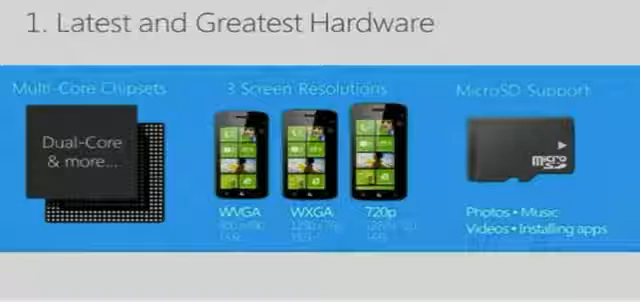 1. Latest and Greatest Hardware
Multi-Core Chipsets
3 Screen Resolutions
MicroSD Support
Dual-Core
& more...
micro
SD
WVGA
WXGA
720p
Photos • Music
Videos • Installing apps